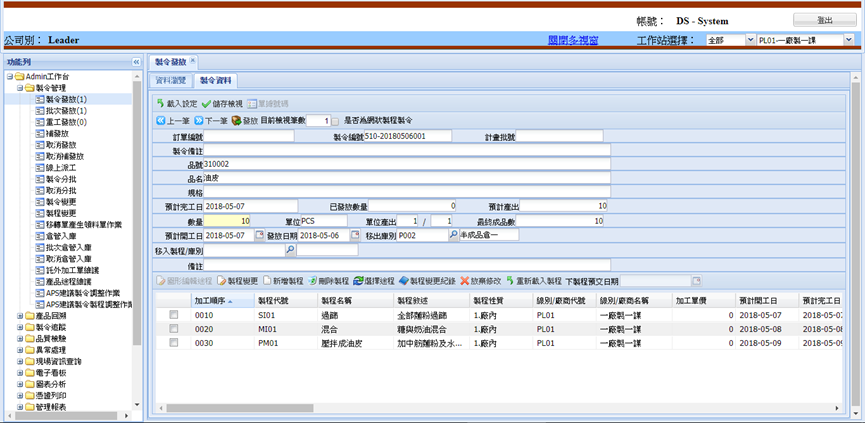 帳號： DS - System 登出
公司別： Leader 關閉多視窗 工作站選擇： 全部 PL01-一廠製一課
功能列 製令發放
Admin工作台
製令管理
製令發放(1)
批次發放(1)
重工發放(0)
補發放
取消發放
取消補發放
線上派工
製令分批
取消分批
製令變更
製程變更
移轉單產生領料單作業
倉管入庫
批次倉管入庫
取消倉管入庫
託外加工單維護
產品途程維護
APS建議製令調整作業
APS建議製令製程調整作業
產品回溯
製令追蹤
品質檢驗
異常處理
現場資訊查詢
電子看板
圖表分析
憑證列印
管理報表
資料瀏覽 製令資料
載入設定 儲存檢視 單據號碼
上一筆 下一筆 發放 目前檢視筆數 1 是否為網狀製程製令
訂單編號 製令編號 510-20180506001 計畫批號
製令備註
品號 310002
品名 油皮
規格
預計完工日 2018-05-07 已發放數量 0 預計產出 10
數量 10 單位 PCS 單位產出 1 / 1 最終成品數 10
預計開工日 2018-05-07 發放日期 2018-05-06 移出庫別 P002 半成品倉一
移入製程/庫別
備註
圖形編輯途程 製程變更 新增製程 刪除製程 選擇途程 製程變更紀錄 放棄修改 重新載入製程 下製程預交日期
加工順序 製程代號 製程名稱 製程敘述 製程性質 線別/廠商代號 線別/廠商名稱 加工單價 預計開工日 預計完工日
0010 SI01 過篩 全部麵粉過篩 1.廠內 PL01 一廠製一課 0 2018-05-07 2018-05-07
0020 MI01 混合 糖與奶油混合 1.廠內 PL01 一廠製一課 0 2018-05-08 2018-05-08
0030 PM01 壓拌成油皮 加中筋麵粉及水... 1.廠內 PL01 一廠製一課 0 2018-05-09 2018-05-09